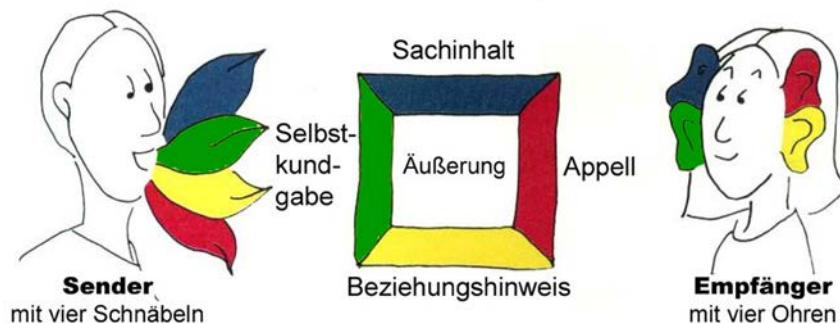 Sachinhalt
Selbst-
kund-
gabe
Äußerung
Appell
Beziehungshinweis
Sender
mit vier Schnäbeln
Empfänger
mit vier Ohren